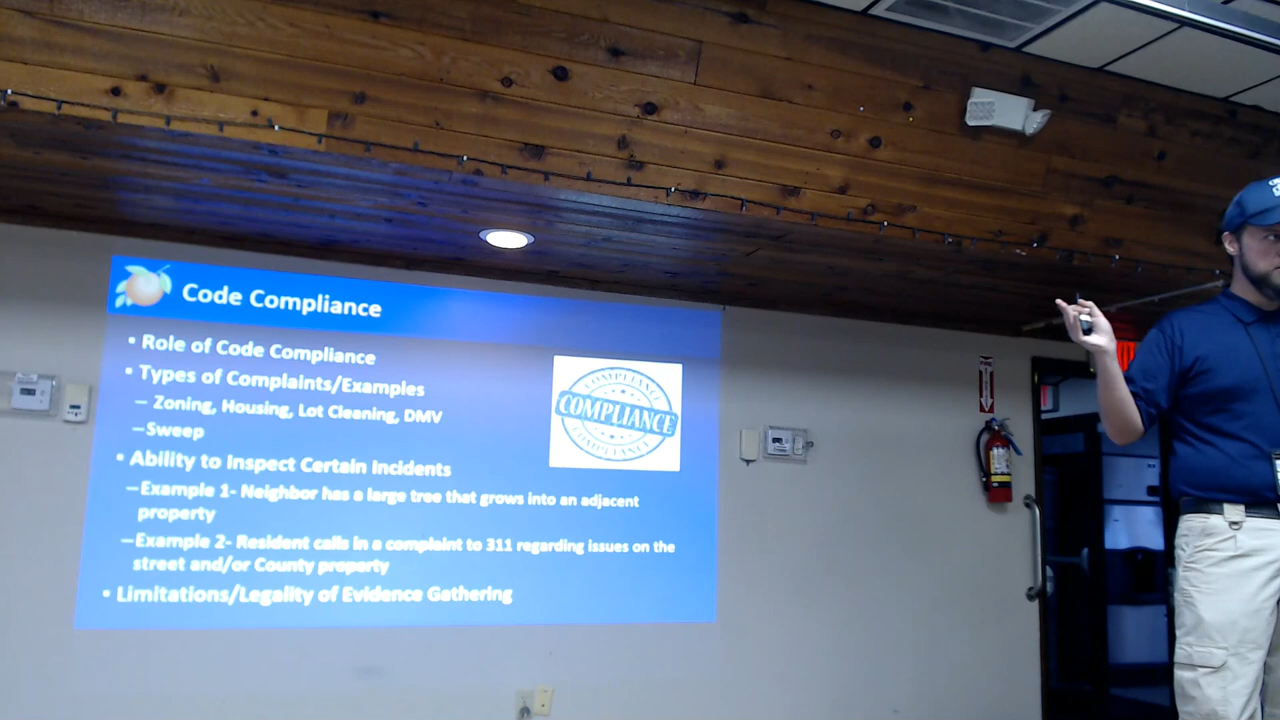 Code Compliance
▪ Role of Code Compliance
▪ Types of Complaints/Examples
– Zoning, Housing, Lot Cleaning, DMV
–Sweep
▪ Ability to Inspect Certain Incidents
–Example 1- Neighbor has a large tree that grows into an adjacent
property
–Example 2- Resident calls in a complaint to 311 regarding issues on the
street and/or County property
▪ Limitations/Legality of Evidence Gathering
COMPLIANCE
COMPLIANCE
COMPLIANCE